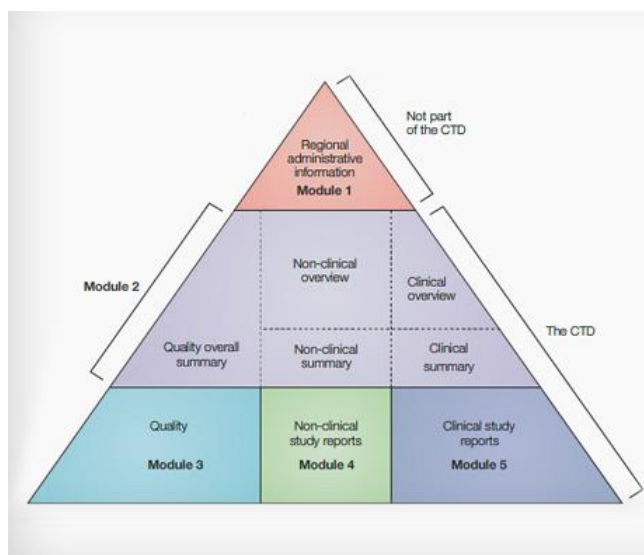 Not part
of the CTD
Regional
administrative
information
Module 1
Module 2
Non-clinical
overview
Clinical
overview
The CTD
Quality overall
summary
Non-clinical
summary
Clinical
summary
Quality
Module 3
Non-clinical
study reports
Module 4
Clinical study
reports
Module 5